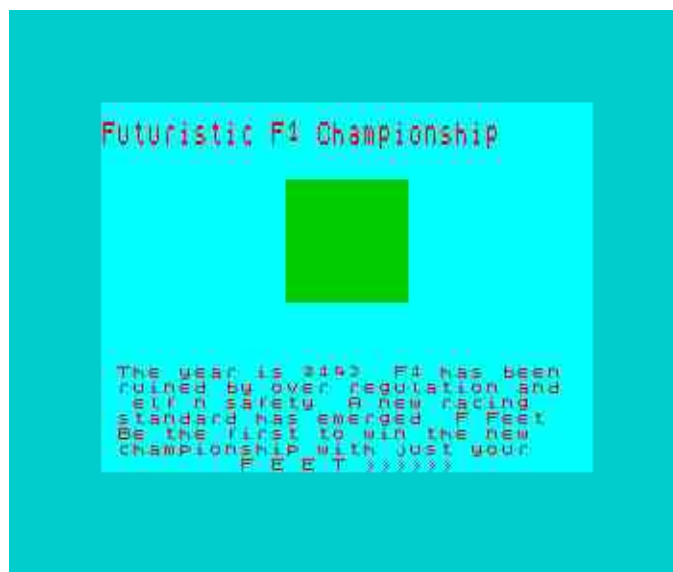 Futuristic F1 Championship
The year is F1 has been
ruined by over regulation and
elf n safety A new racing
standard has emerged F Feet
Be the first to win the new
championship with just your
F E E T >>>>>>